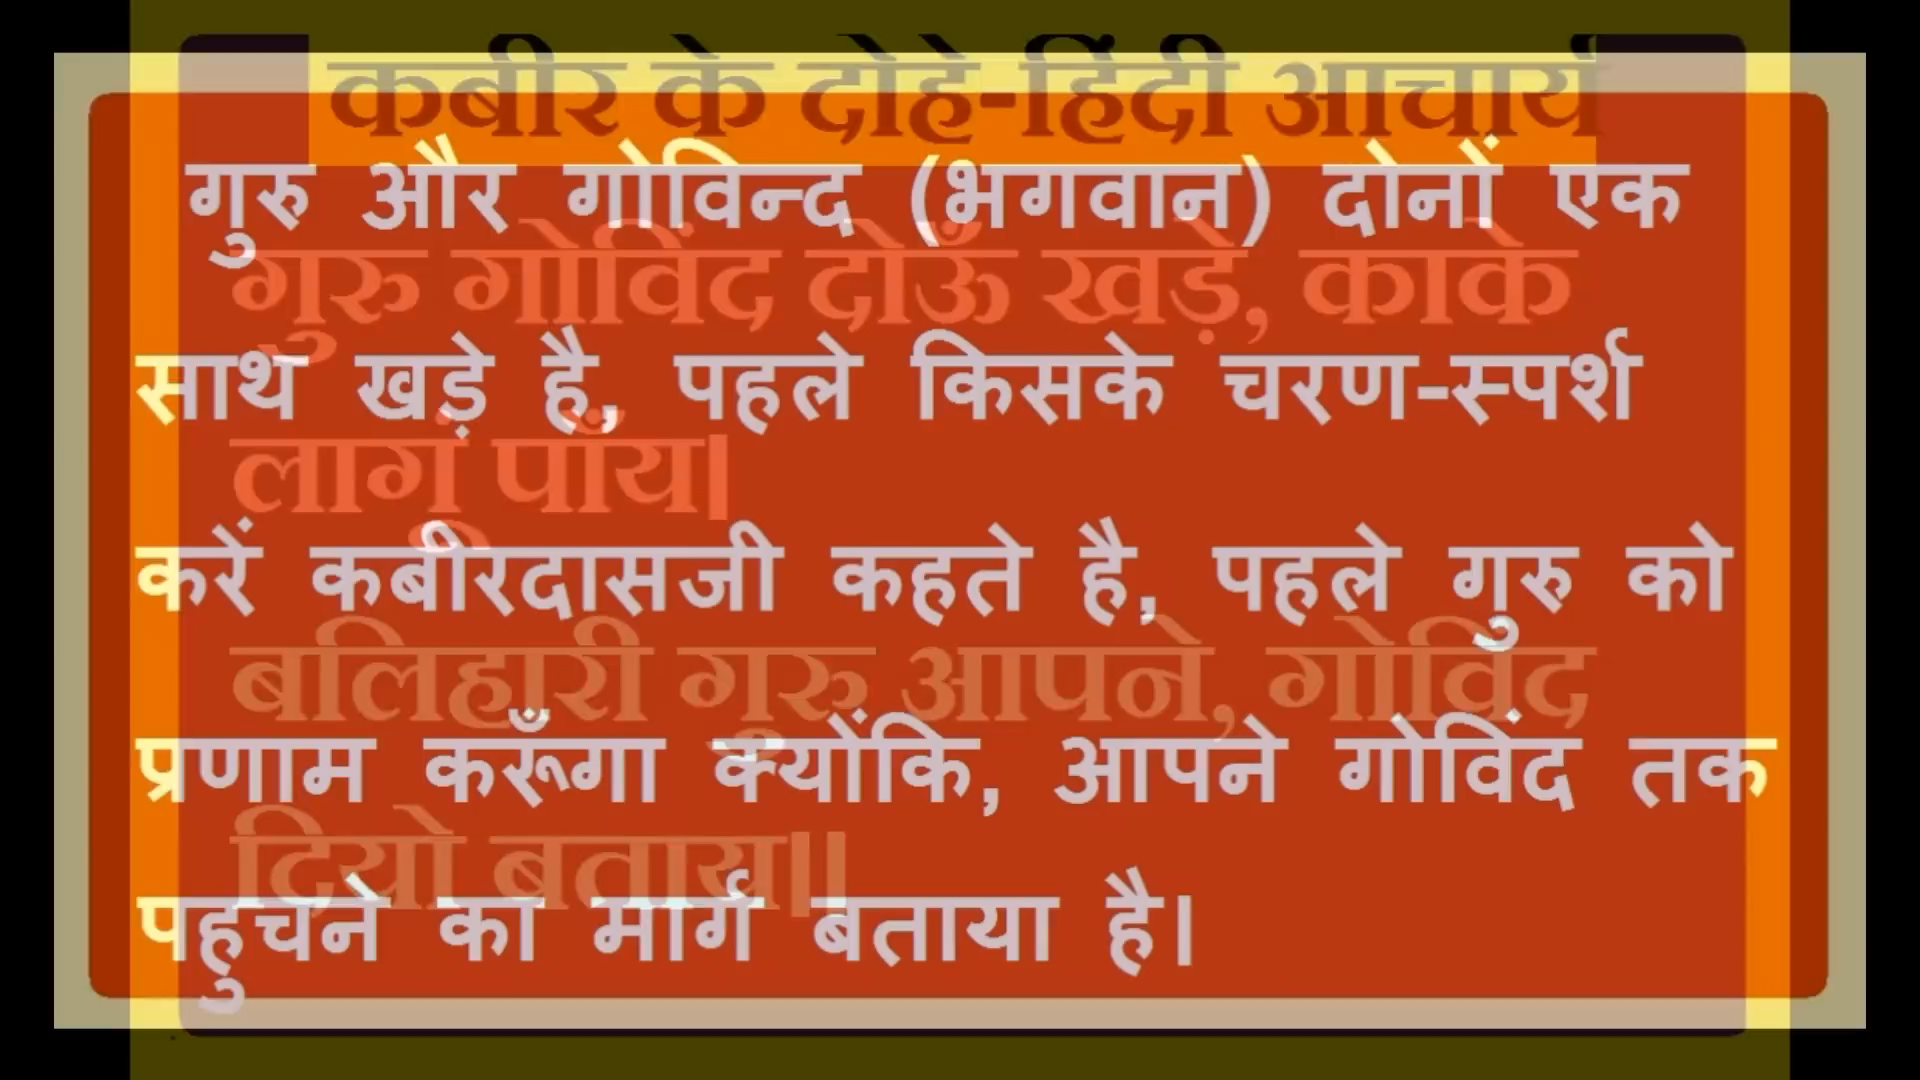 कबीर के दोहे-हिंदी आचार्य
गुरु और गोविन्द (भगवान) दोनों एक
गुरु गोविंद दोऊँ खड़े, काके
साथ खड़े है, पहले किसके चरण-स्पर्श
लागूं पाँय।
करें कबीरदासजी कहते है, पहले गुरु को
बलिहारी गुरु आपने, गोविंद
प्रणाम करूँगा क्योंकि, आपने गोविंद तक
दियो बताय॥
पहुचने का मार्ग बताया है।